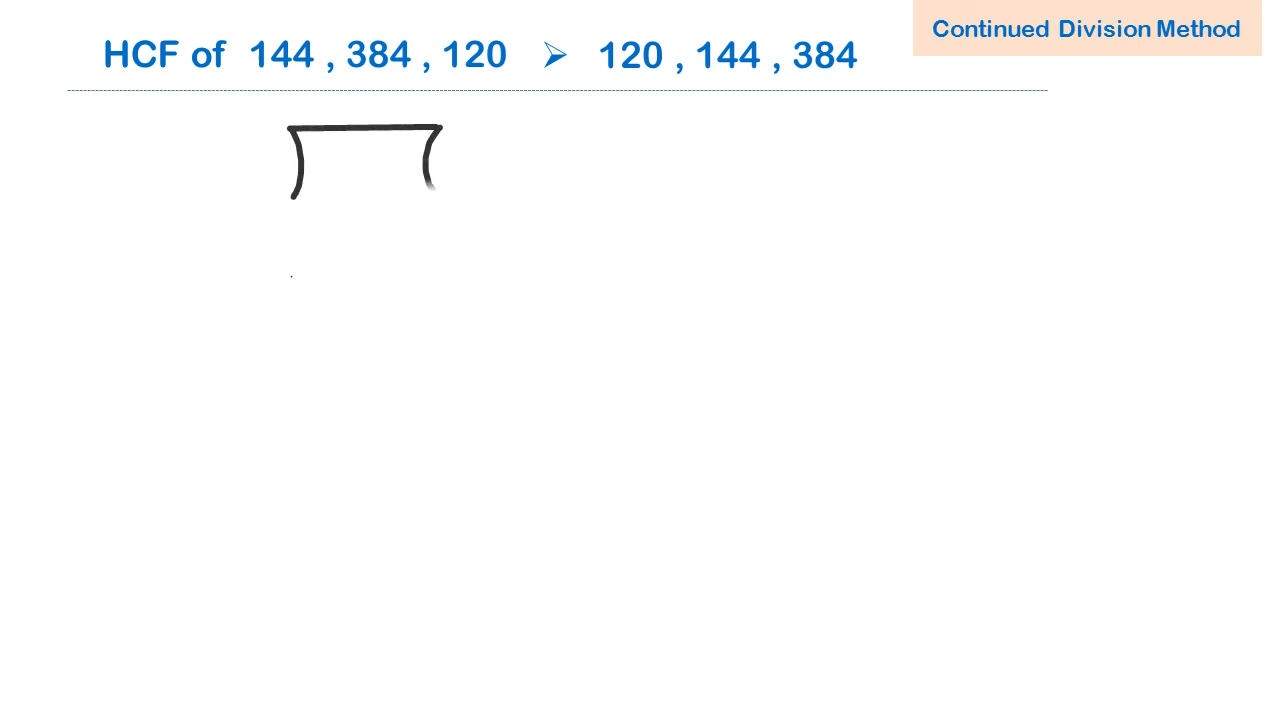 Continued Division Method
HCF of 144 , 384 , 120 ➢ 120 , 144 , 384